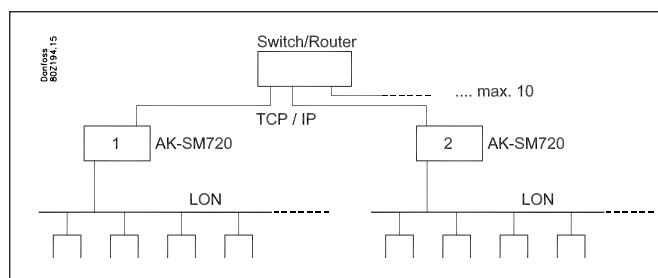 Danfoss
80Z194.15
Switch/Router
.... max. 10
TCP / IP
1
AK-SM720
2
AK-SM720
LON
LON